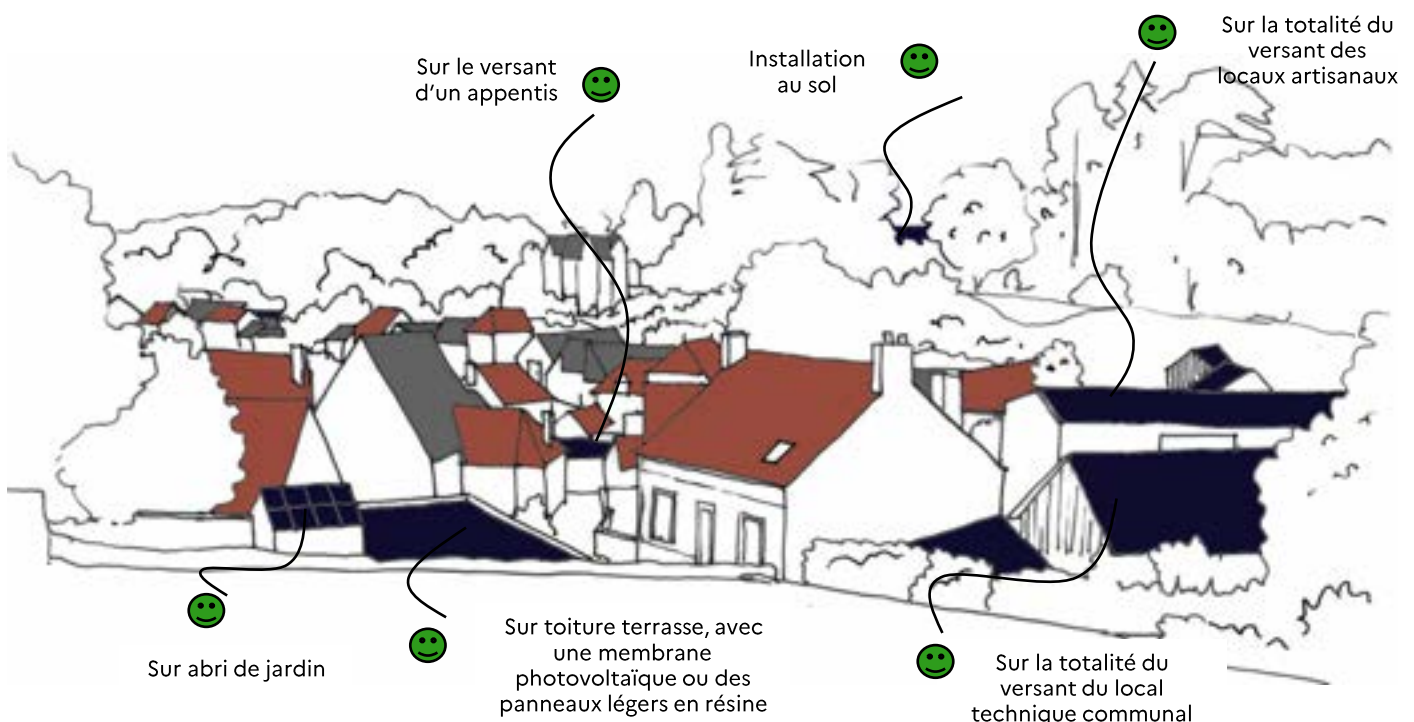 Sur le versant
d'un appentis
Installation
au sol
Sur la totalité du
versant des
locaux artisanaux
Sur abri de jardin
Sur toiture terrasse, avec
une membrane
photovoltaïque ou des
panneaux légers en résine
Sur la totalité du
versant du local
technique communal